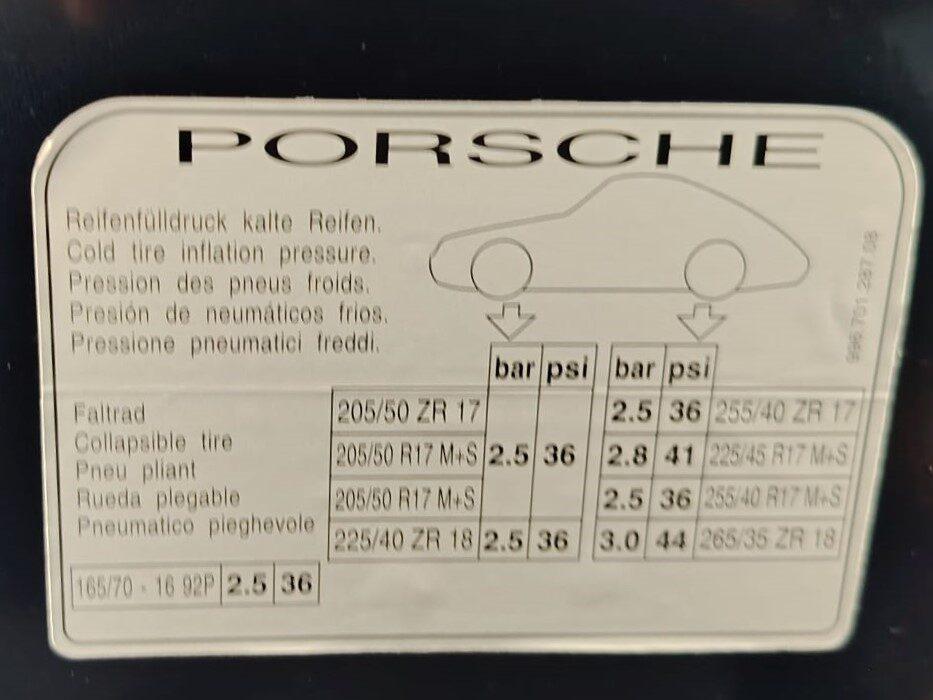 PORSCHE
Reifenfülldruck kalte Reifen.
Cold tire inflation pressure.
Pression des pneus froids.
Presión de neumáticos frios.
Pressione pneumatici freddi.
996.701.287.08
bar psi bar psi
205/50 ZR 17 2.5 36 255/40 ZR 17
205/50 R17 M+S 2.5 36 2.8 41 225/45 R17 M+S
205/50 R17 M+S 2.5 36 255/40 R17 M+S
225/40 ZR 18 2.5 36 3.0 44 265/35 ZR 18
Faltrad
Collapsible tire
Pneu pliant
Rueda plegable
Pneumatico pieghevole
165/70 - 16 92P 2.5 36